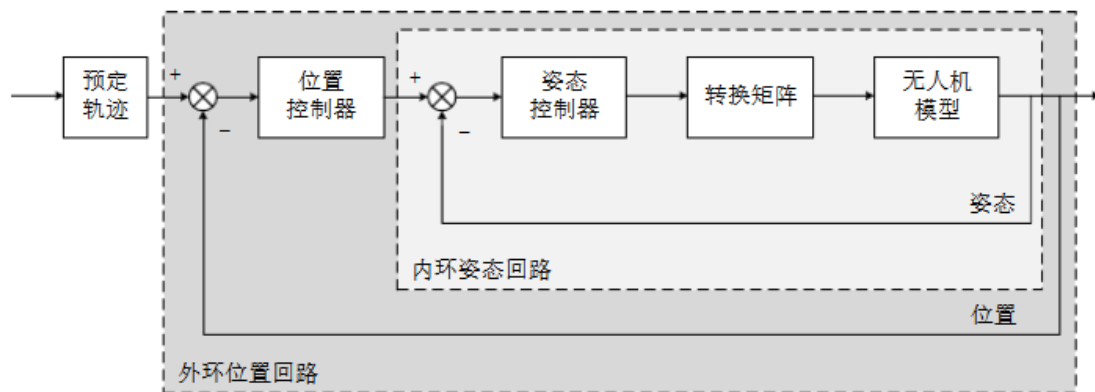 预定
轨迹
+
−
位置
控制器
+
−
姿态
控制器
转换矩阵
无人机
模型
姿态
内环姿态回路
位置
外环位置回路